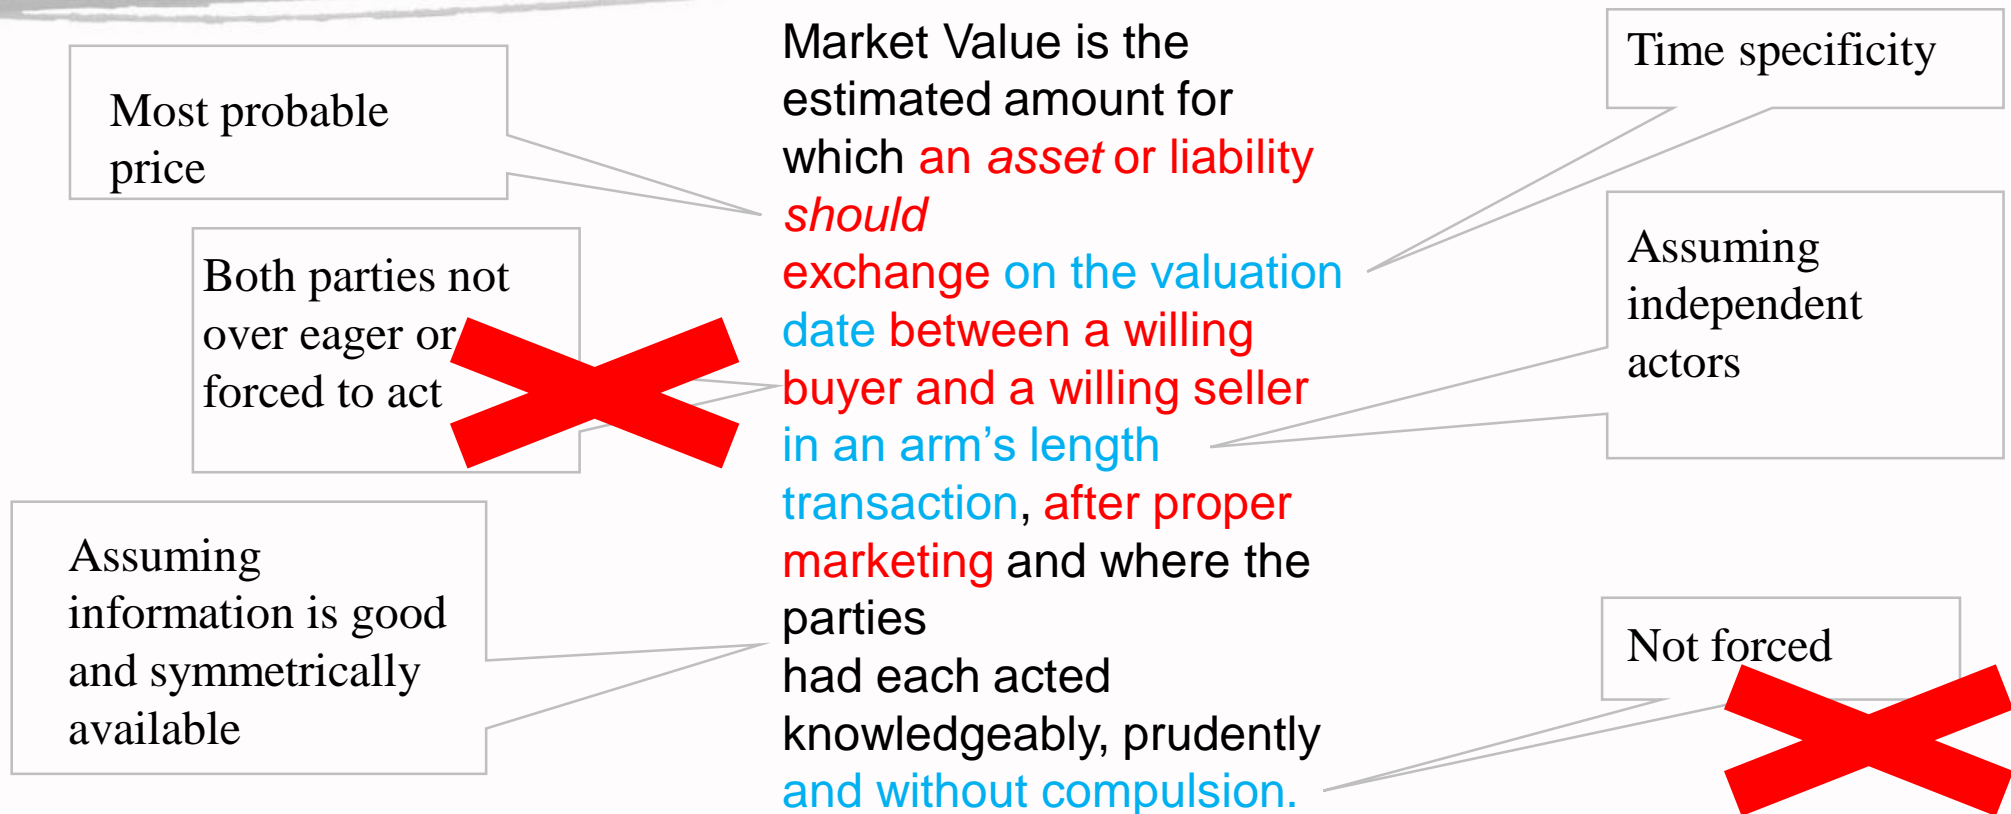 Market Value is the
estimated amount for
which an asset or liability
should
exchange on the valuation
date between a willing
buyer and a willing seller
in an arm's length
transaction, after proper
marketing and where the
parties
had each acted
knowledgeably, prudently
and without compulsion.
Most probable
price
Both parties not
over eager or
forced to act
Assuming
information is good
and symmetrically
available
Time specificity
Assuming
independent
actors
Not forced